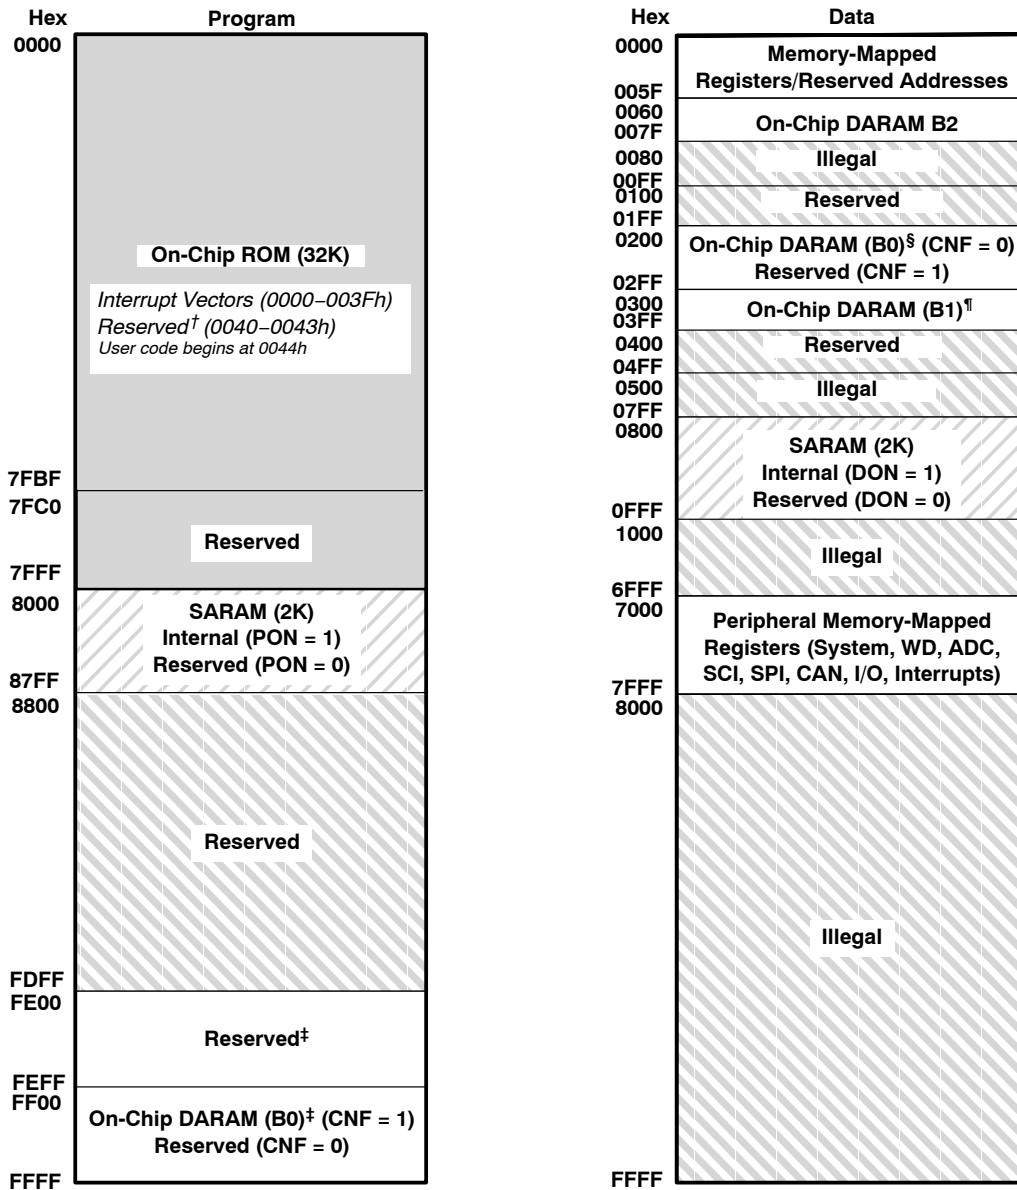 Hex Program
0000
On-Chip ROM (32K)
Interrupt Vectors (0000–003Fh)
Reserved† (0040–0043h)
User code begins at 0044h
7FBF
7FC0
Reserved
7FFF
8000
SARAM (2K)
Internal (PON = 1)
Reserved (PON = 0)
87FF
8800
Reserved
FDFF
FE00
Reserved‡
FEFF
FF00
On-Chip DARAM (B0)‡ (CNF = 1)
Reserved (CNF = 0)
FFFF
Hex Data
0000
Memory-Mapped
Registers/Reserved Addresses
005F
0060
On-Chip DARAM B2
007F
0080
Illegal
00FF
0100
Reserved
01FF
0200
On-Chip DARAM (B0)§ (CNF = 0)
Reserved (CNF = 1)
02FF
0300
On-Chip DARAM (B1)¶
03FF
0400
Reserved
04FF
0500
Illegal
07FF
0800
SARAM (2K)
Internal (DON = 1)
Reserved (DON = 0)
0FFF
1000
Illegal
6FFF
7000
Peripheral Memory-Mapped
Registers (System, WD, ADC,
SCI, SPI, CAN, I/O, Interrupts)
7FFF
8000
Illegal
FFFF